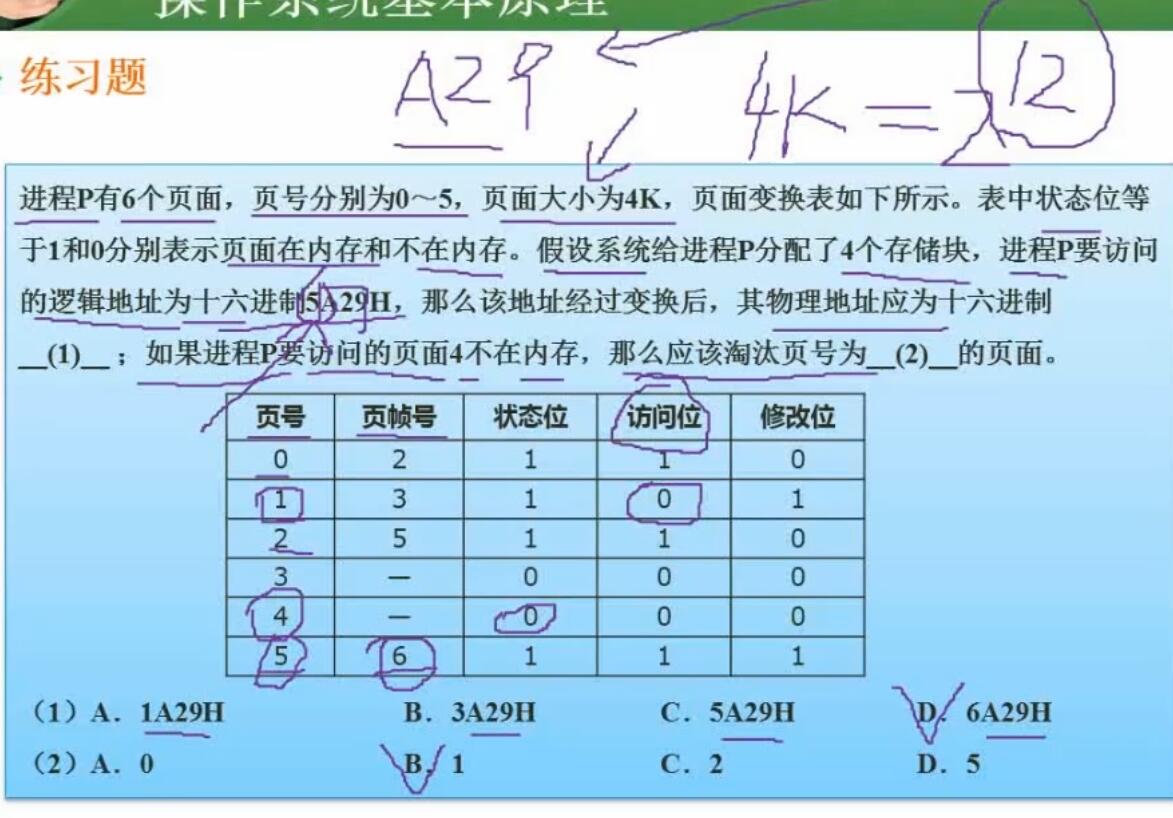 操作系统基本原理
练习题
A29
4K=2^12
进程P有6个页面，页号分别为0～5，页面大小为4K，页面变换表如下所示。表中状态位等
于1和0分别表示页面在内存和不在内存。假设系统给进程P分配了4个存储块，进程P要访问
的逻辑地址为十六进制5A29H，那么该地址经过变换后，其物理地址应为十六进制
__(1)__；如果进程P要访问的页面4不在内存，那么应该淘汰页号为__(2)__的页面。
页号 页帧号 状态位 访问位 修改位
0 2 1 1 0
1 3 1 0 1
2 5 1 1 0
3 — 0 0 0
4 — 0 0 0
5 6 1 1 1
（1）A．1A29H B．3A29H C．5A29H D．6A29H
（2）A．0 B．1 C．2 D．5